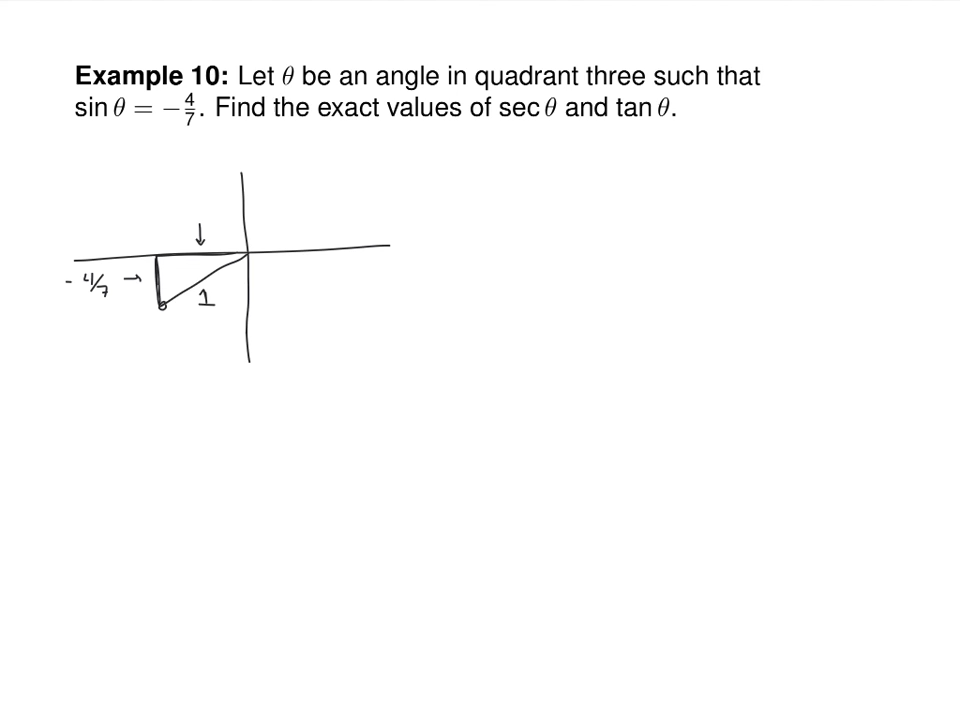 Example 10: Let θ be an angle in quadrant three such that
sin θ = −4/7. Find the exact values of sec θ and tan θ.
- 4/7 →
1